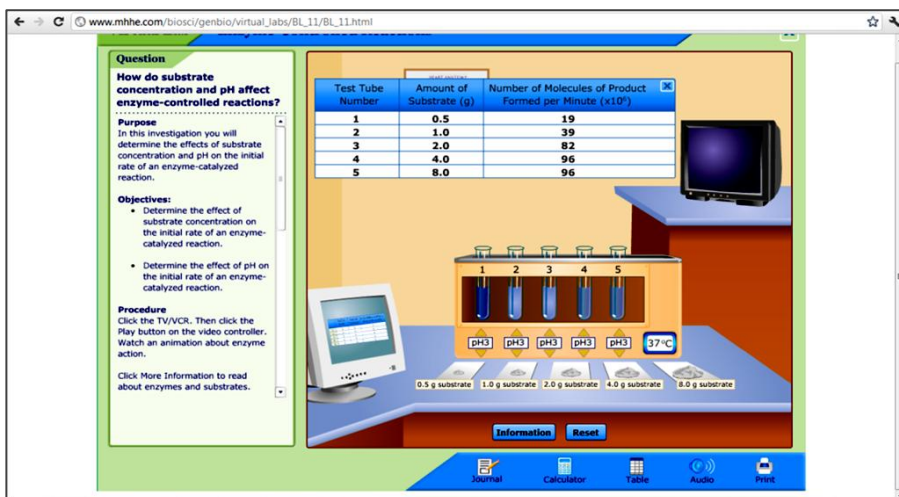 www.mhhe.com/biosci/genbio/virtual_labs/BL_11/BL_11.html
Question
How do substrate
concentration and pH affect
enzyme-controlled reactions?
Purpose
In this investigation you will
determine the effects of substrate
concentration and pH on the initial
rate of an enzyme-catalyzed
reaction.
Objectives:
• Determine the effect of
substrate concentration on
the initial rate of an enzyme-
catalyzed reaction.
• Determine the effect of pH on
the initial rate of an enzyme-
catalyzed reaction.
Procedure
Click the TV/VCR. Then click the
Play button on the video controller.
Watch an animation about enzyme
action.
Click More Information to read
about enzymes and substrates.
Test Tube Amount of Number of Molecules of Product
Number Substrate (g) Formed per Minute (x10⁶)
1 0.5 19
2 1.0 39
3 2.0 82
4 4.0 96
5 8.0 96
1 2 3 4 5
pH3 pH3 pH3 pH3 pH3 37°C
0.5 g substrate 1.0 g substrate 2.0 g substrate 4.0 g substrate 8.0 g substrate
Information Reset
Journal Calculator Table Audio Print